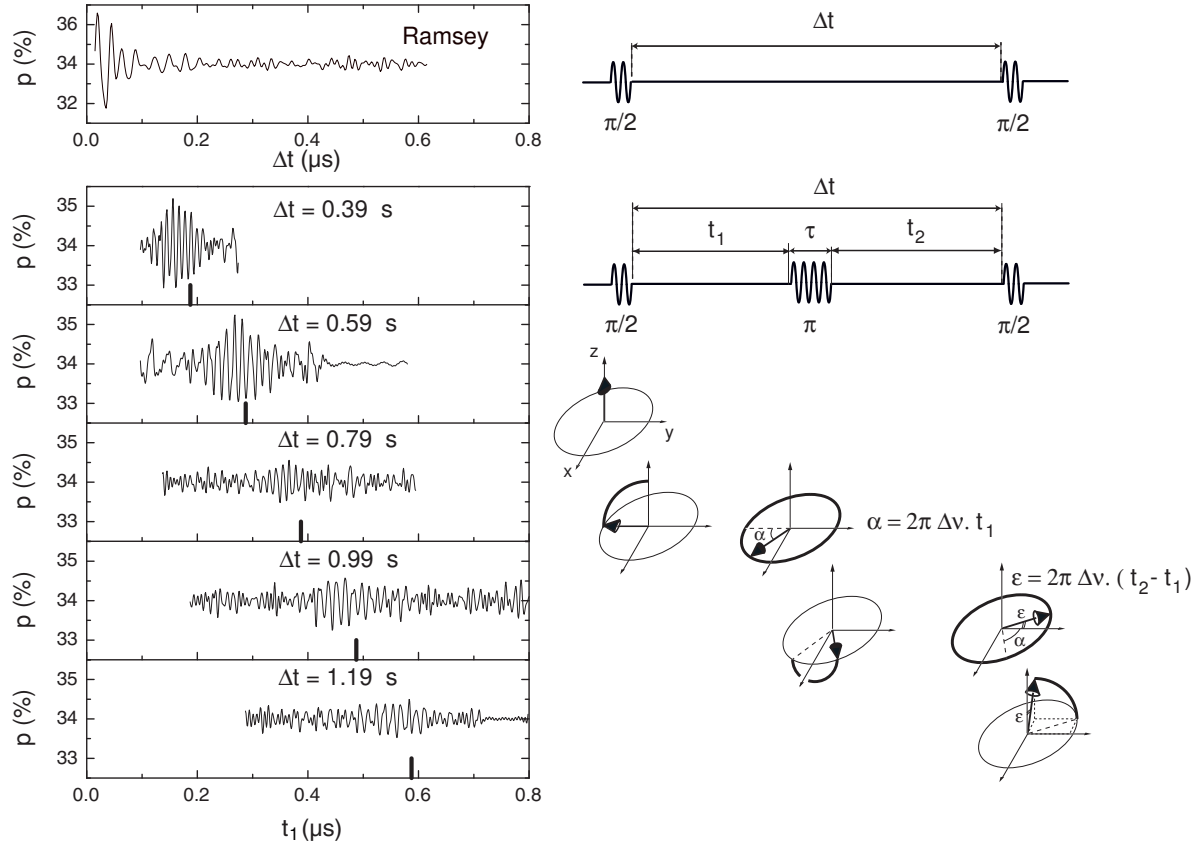 Ramsey
p (%)
36
34
32
0.0 0.2 0.4 0.6 0.8
Δt (μs)
Δt = 0.39 s
p (%)
35
34
33
Δt = 0.59 s
p (%)
35
34
33
Δt = 0.79 s
p (%)
35
34
33
Δt = 0.99 s
p (%)
35
34
33
Δt = 1.19 s
p (%)
35
34
33
0.0 0.2 0.4 0.6 0.8
t₁ (μs)
Δt
π/2 π/2
Δt
t₁ τ t₂
π/2 π π/2
z
y
x
α
α = 2π Δν. t₁
ε = 2π Δν. ( t₂- t₁)
ε
α
ε